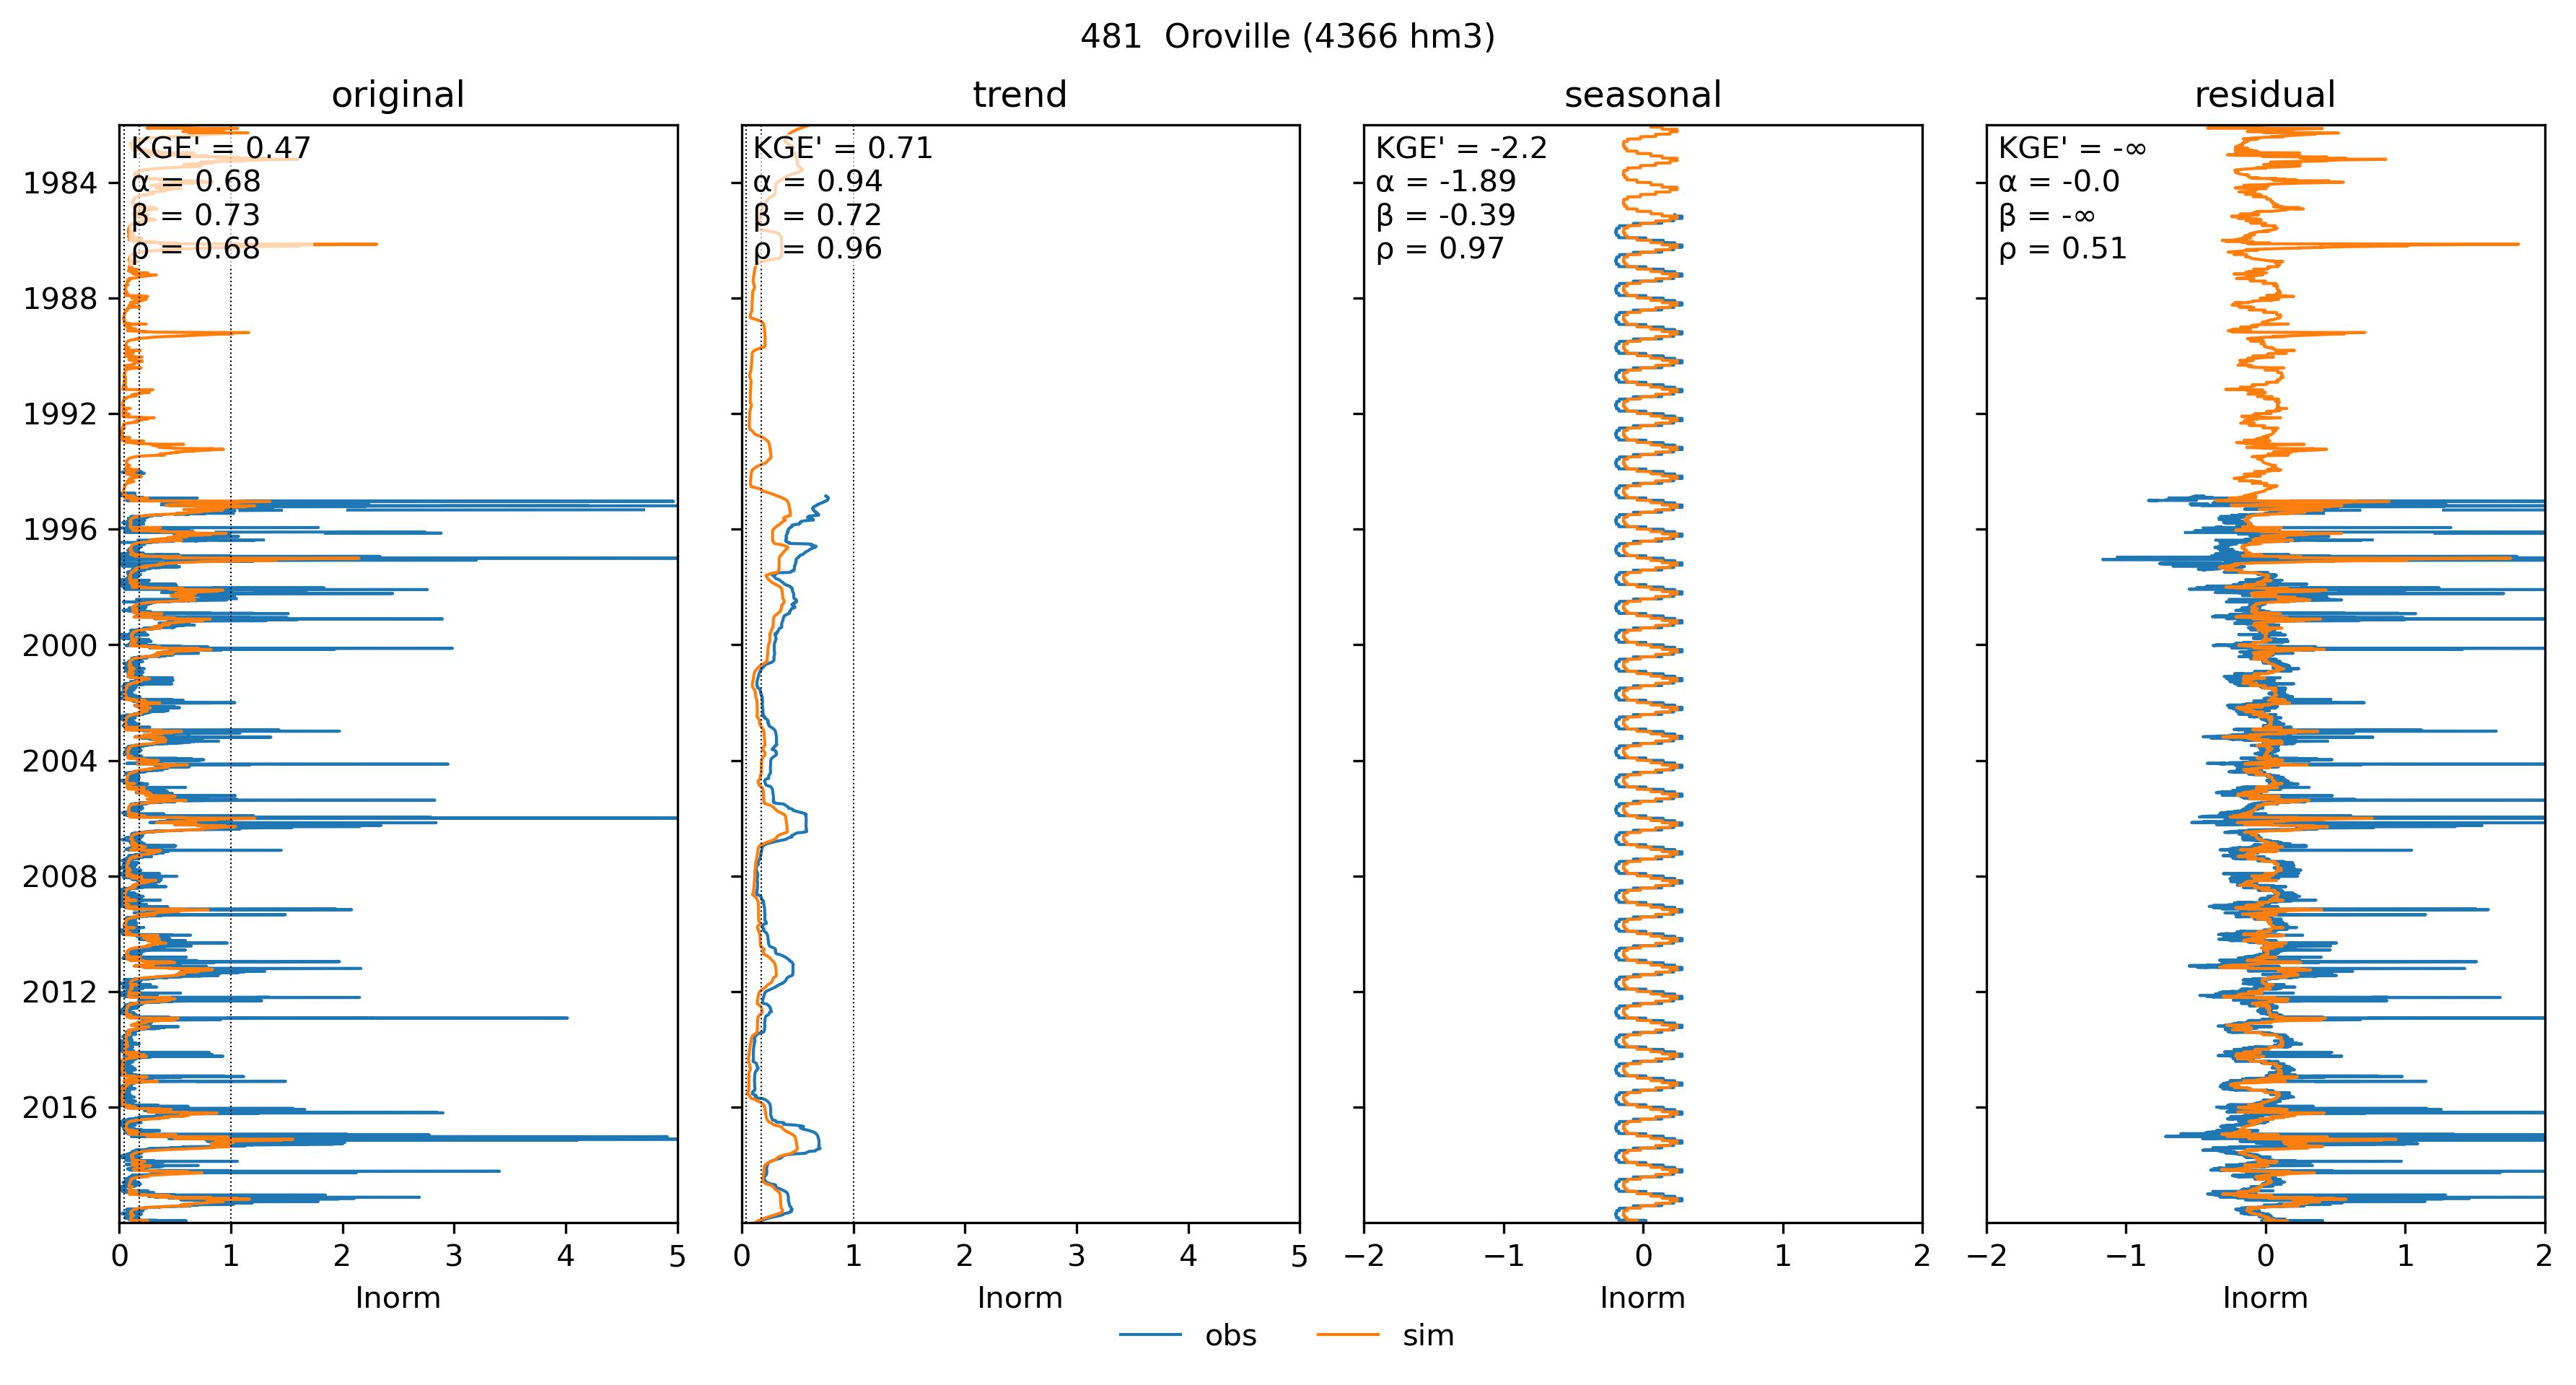 481  Oroville (4366 hm3)
original
trend
seasonal
residual
KGE' = 0.47
α = 0.68
β = 0.73
ρ = 0.68
KGE' = 0.71
α = 0.94
β = 0.72
ρ = 0.96
KGE' = -2.2
α = -1.89
β = -0.39
ρ = 0.97
KGE' = -∞
α = -0.0
β = -∞
ρ = 0.51
1984
1988
1992
1996
2000
2004
2008
2012
2016
0 1 2 3 4 5
0 1 2 3 4 5
−2 −1 0 1 2
−2 −1 0 1 2
Inorm
Inorm
Inorm
Inorm
obs
sim